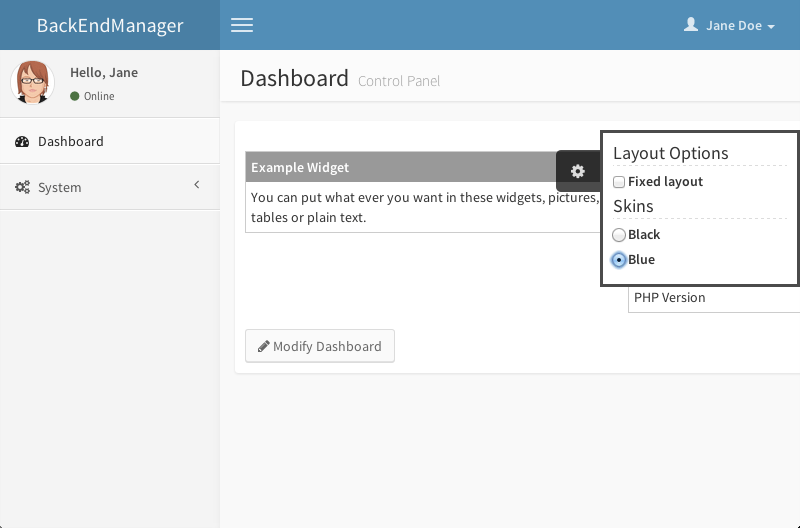 BackEndManager
Jane Doe
Hello, Jane
Online
Dashboard
System
Dashboard Control Panel
Example Widget
You can put what ever you want in these widgets, pictures,
tables or plain text.
Layout Options
Fixed layout
Skins
Black
Blue
PHP Version
Modify Dashboard